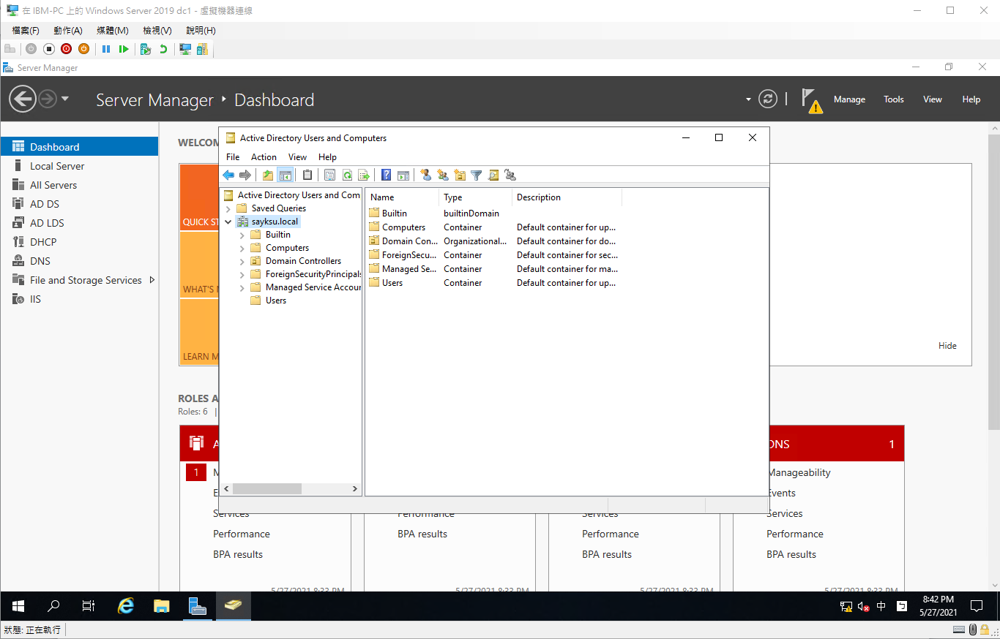 在 IBM-PC 上的 Windows Server 2019 dc1 - 虛擬機器連線
檔案(F) 動作(A) 媒體(M) 檢視(V) 說明(H)
Server Manager
Server Manager Dashboard
Manage Tools View Help
Dashboard
Local Server
All Servers
AD DS
AD LDS
DHCP
DNS
File and Storage Services
IIS
WELCOM
QUICK ST
WHAT'S
LEARN M
Hide
ROLES A
Roles: 6 |
Active Directory Users and Computers
File Action View Help
Active Directory Users and Com
Saved Queries
sayksu.local
Builtin
Computers
Domain Controllers
ForeignSecurityPrincipals
Managed Service Accour
Users
Name Type Description
Builtin builtinDomain
Computers Container Default container for up...
Domain Con... Organizational... Default container for do...
ForeignSecu... Container Default container for sec...
Managed Se... Container Default container for ma...
Users Container Default container for up...
DNS 1
1
Manageability
Events
Services Performance Services Services
Performance BPA results Performance Performance
BPA results BPA results BPA results
5/27/2021 8:33 PM 5/27/2021 8:33 PM 5/27/2021 8:33 PM 5/27/2021 8:33 PM
中
8:42 PM
5/27/2021
狀態: 正在執行